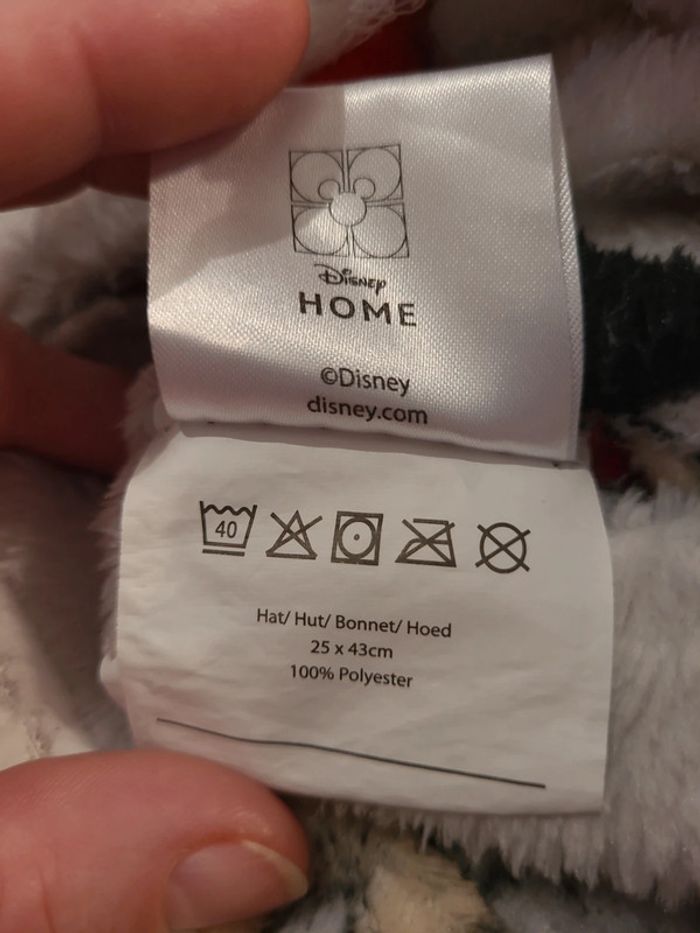 Disney
HOME
©Disney
disney.com
40
Hat/ Hut/ Bonnet/ Hoed
25 x 43cm
100% Polyester